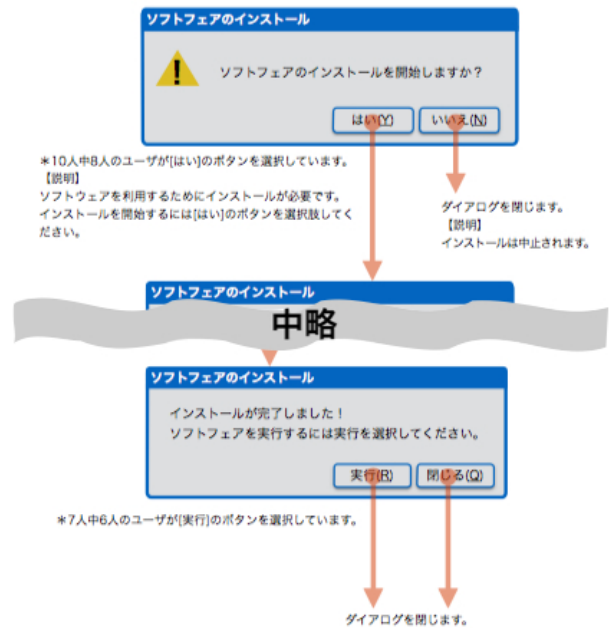 ソフトフェアのインストール
ソフトフェアのインストールを開始しますか？
はい(Y)
いいえ(N)
＊10人中8人のユーザが[はい]のボタンを選択しています。
【説明】
ソフトウェアを利用するためにインストールが必要です。
インストールを開始するには[はい]のボタンを選択肢してく
ださい。
ダイアログを閉じます。
【説明】
インストールは中止されます。
ソフトフェアのインストール
中略
ソフトフェアのインストール
インストールが完了しました！
ソフトフェアを実行するには実行を選択してください。
実行(R)
閉じる(Q)
＊7人中6人のユーザが[実行]のボタンを選択しています。
ダイアログを閉じます。